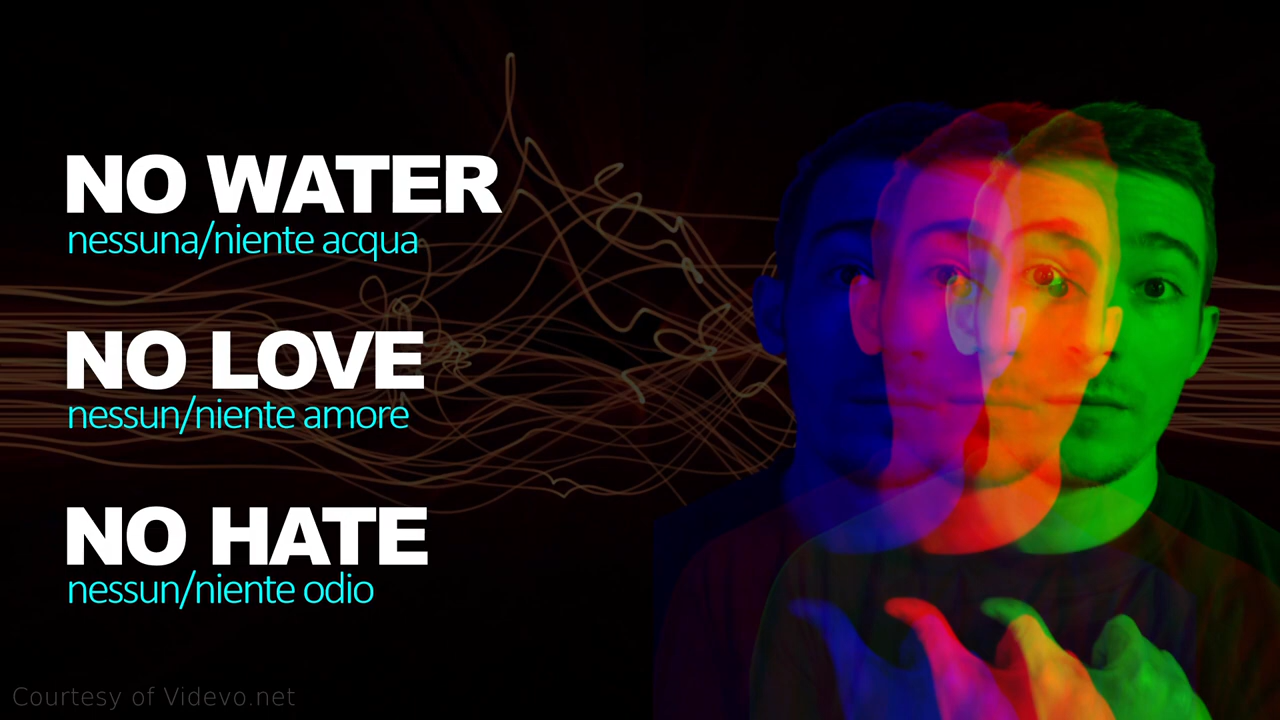 NO WATER
nessuna/niente acqua
NO LOVE
nessun/niente amore
NO HATE
nessun/niente odio
Courtesy of Videvo.net